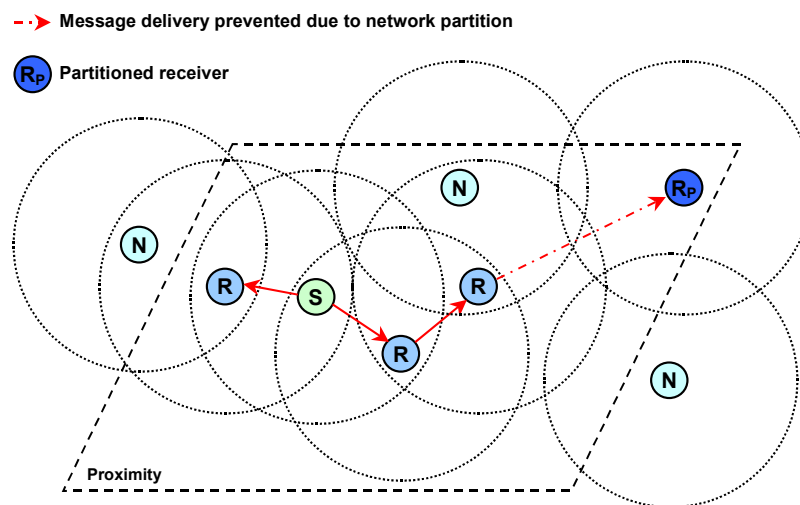 Message delivery prevented due to network partition
RP Partitioned receiver
N
RP
N
R
S
R
R
N
Proximity